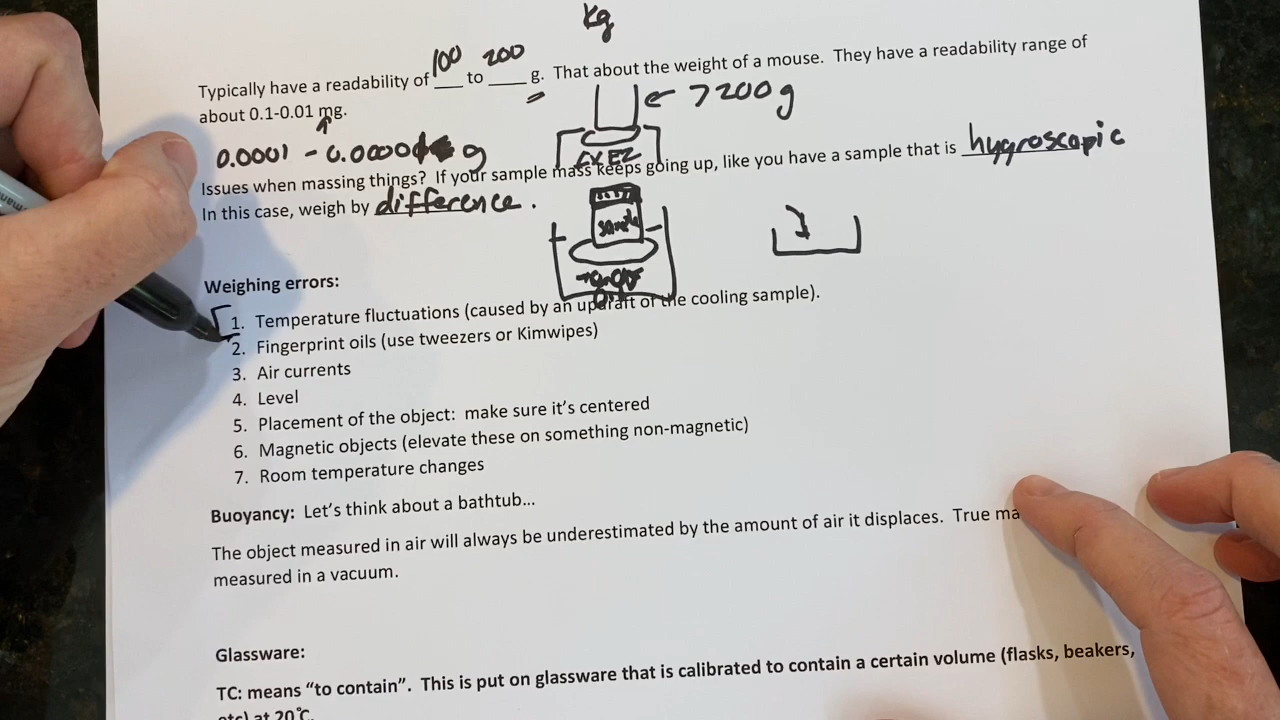 Kg
100 200
Typically have a readability of ___ to ____ g. That about the weight of a mouse. They have a readability range of
about 0.1-0.01 mg.
7200g
0.0001 - 0.00001 g
Issues when massing things? If your sample mass keeps going up, like you have a sample that is hygroscopic
In this case, weigh by difference.
Sample
Weighing errors:
1. Temperature fluctuations (caused by an updraft of the cooling sample).
2. Fingerprint oils (use tweezers or Kimwipes)
3. Air currents
4. Level
5. Placement of the object: make sure it's centered
6. Magnetic objects (elevate these on something non-magnetic)
7. Room temperature changes
Buoyancy: Let's think about a bathtub...
The object measured in air will always be underestimated by the amount of air it displaces. True
measured in a vacuum.
Glassware:
TC: means "to contain". This is put on glassware that is calibrated to contain a certain volume (flasks, beakers,
etc) at 20°C.